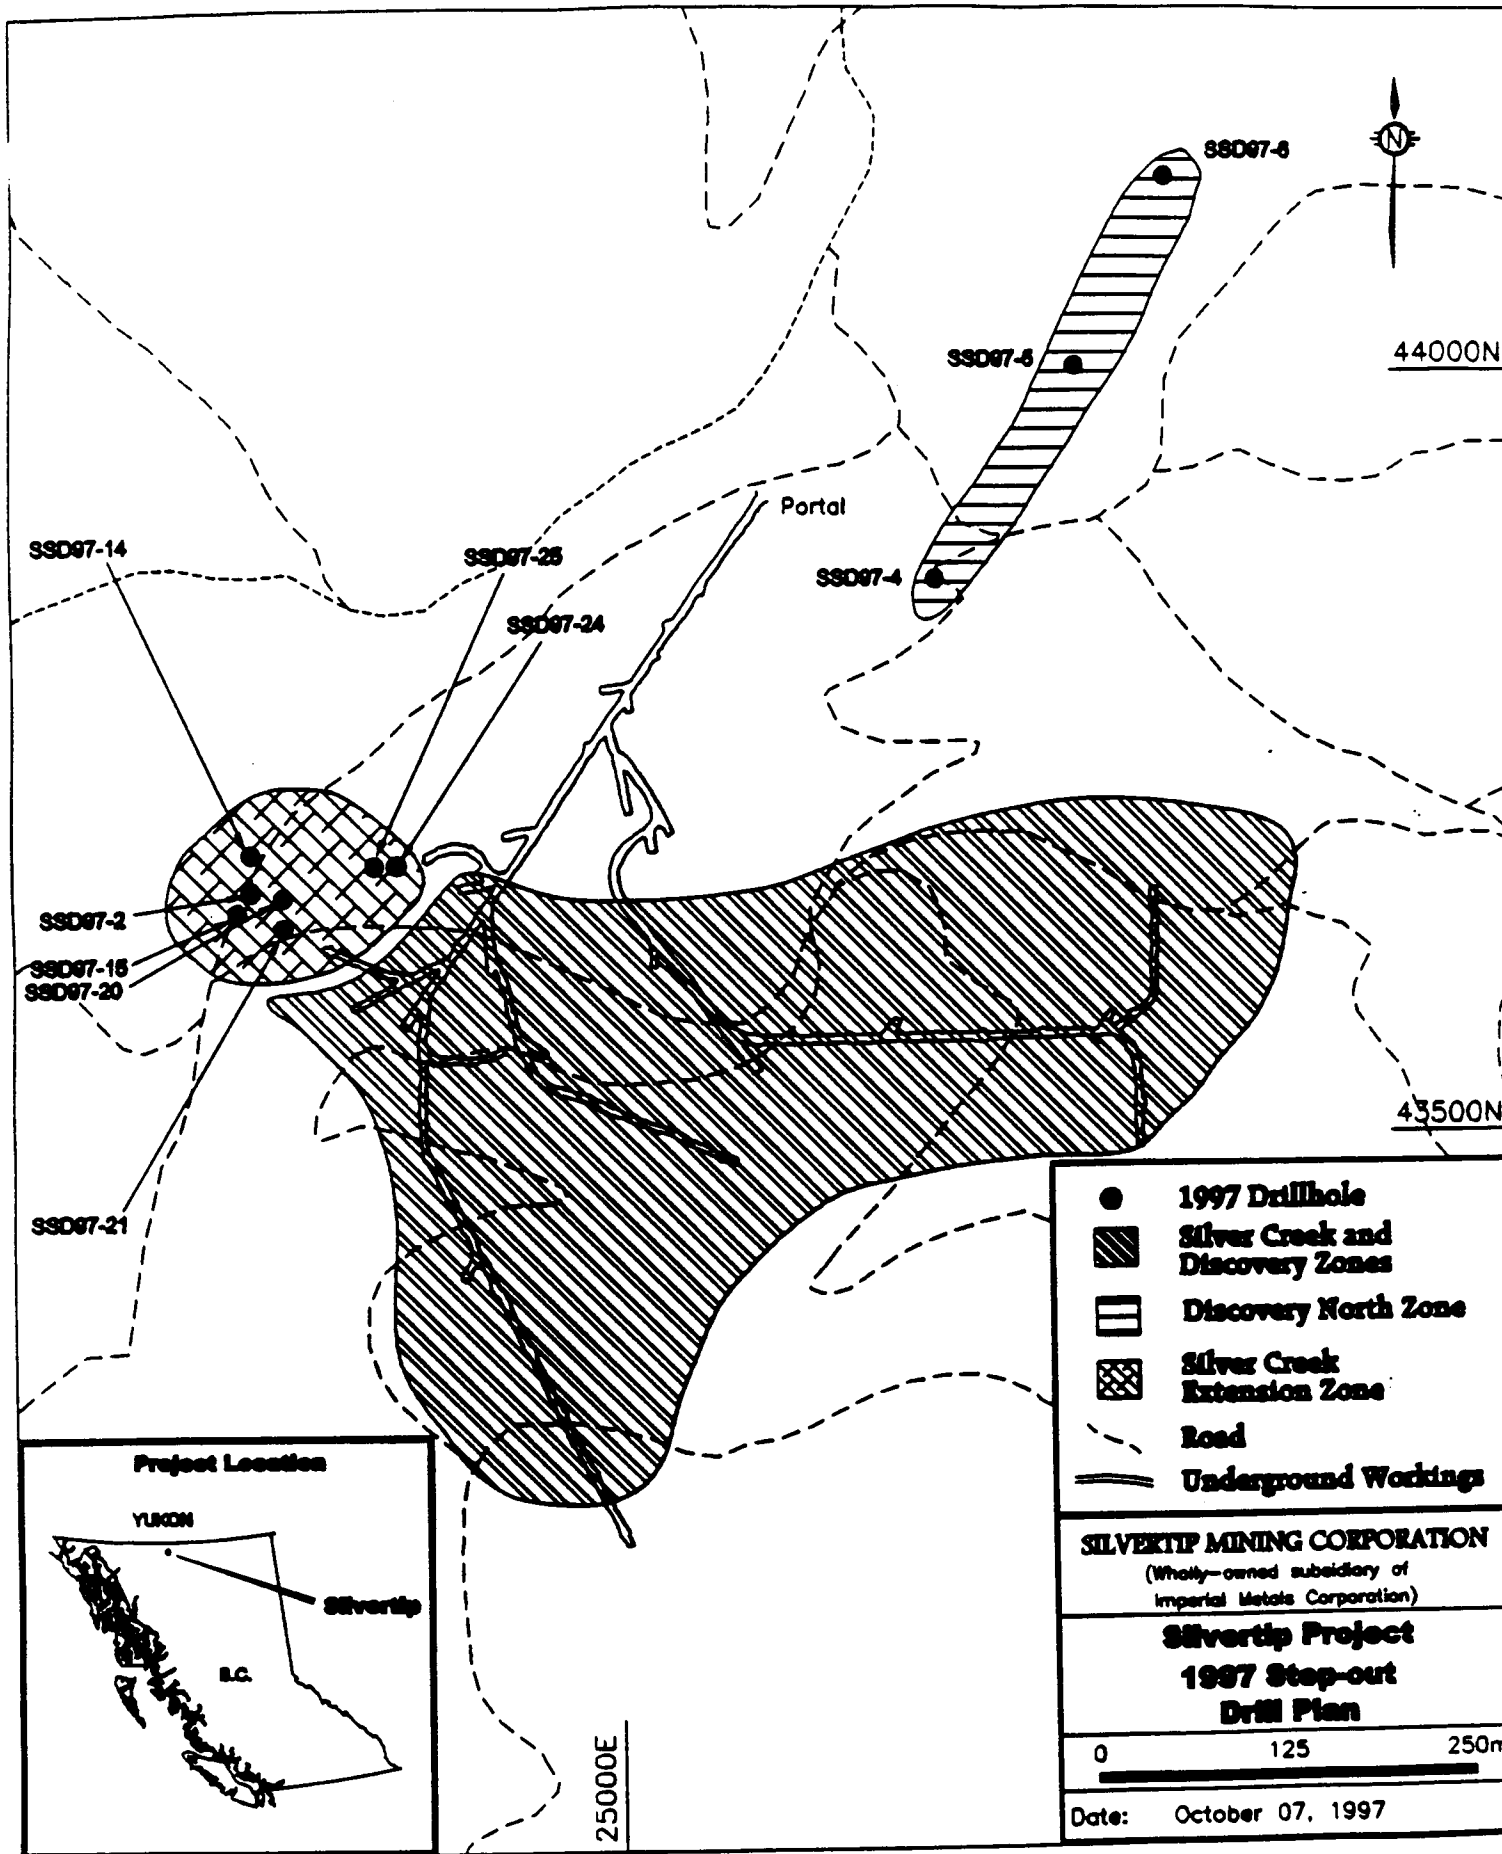 SSD97-6
N
44000N
SSD97-5
Portal
SSD97-14
SSD97-25
SSD97-4
SSD97-24
SSD97-2
SSD97-15
SSD97-20
43500N
SSD97-21
1997 Drillhole
Silver Creek and
Discovery Zones
Discovery North Zone
Silver Creek
Extension Zone
Road
Underground Workings
SILVERTIP MINING CORPORATION
(Wholly-owned subsidiary of
Imperial Metals Corporation)
Silvertip Project
1997 Step-out
Drill Plan
0 125 250m
Date: October 07, 1997
Project Location
YUKON
Silvertip
B.C.
25000E